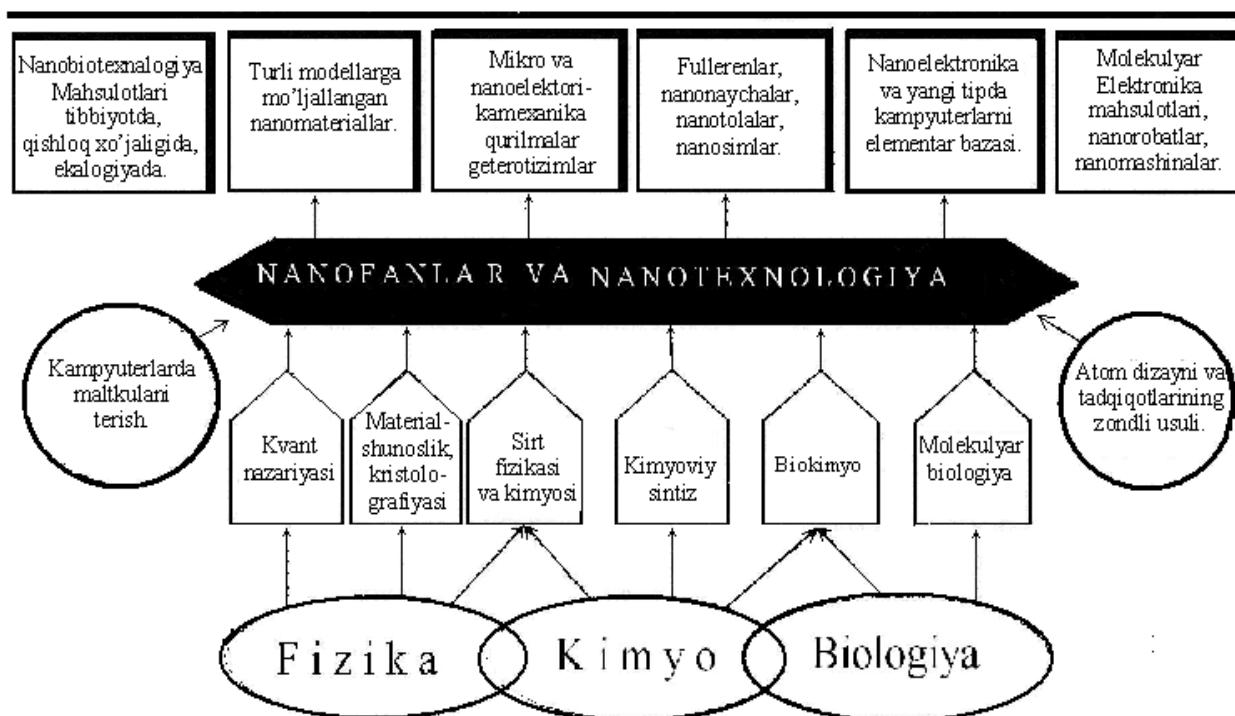 Nanobiotexnalogiya
Mahsulotlari
tibbiyotda,
qishloq xo’jaligida,
ekalogiyada.
Turli modellarga
mo’ljallangan
nanomateriallar.
Mikro va
nanoelektori-
kamexanika
qurilmalar
geterotizimlar
Fullerenlar,
nanonaychalar,
nanotolalar,
nanosimlar.
Nanoelektronika
va yangi tipda
kampyuterlarni
elementar bazasi.
Molekulyar
Elektronika
mahsulotlari,
nanorobatlar,
nanomashinalar.
NANOFANLAR VA NANOTEXNOLOGIYA
Kampyuterlarda
maltkulani
terish.
Atom dizayni va
tadqiqotlarining
zondli usuli.
Kvant
nazariyasi
Material-
shunoslik,
kristolo-
grafiyasi
Sirt
fizikasi
va kimyosi
Kimyoviy
sintiz
Biokimyo
Molekulyar
biologiya
Fizika
Kimyo
Biologiya